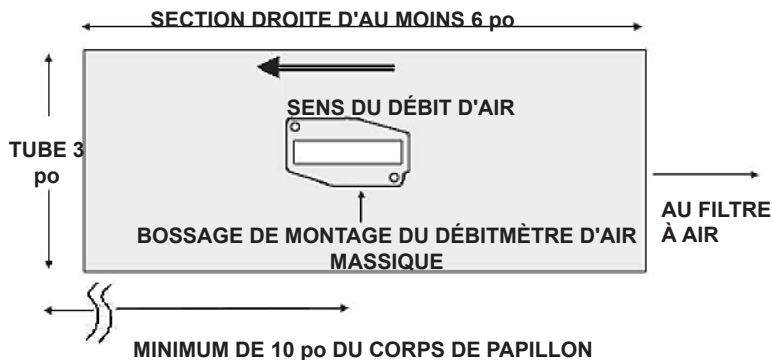 SECTION DROITE D'AU MOINS 6 po
SENS DU DÉBIT D'AIR
TUBE 3
po
AU FILTRE
À AIR
BOSSAGE DE MONTAGE DU DÉBITMÈTRE D'AIR
MASSIQUE
MINIMUM DE 10 po DU CORPS DE PAPILLON